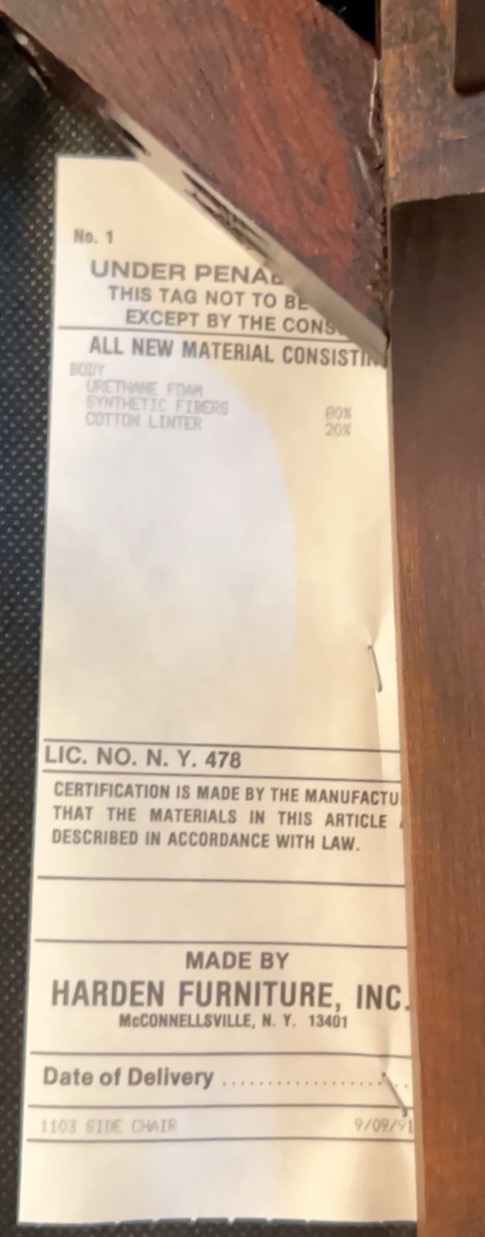 No. 1
UNDER PENAL
THIS TAG NOT TO BE
EXCEPT BY THE CONS
ALL NEW MATERIAL CONSISTIN
BODY
URETHANE FOAM
SYNTHETIC FIBERS 80%
COTTON LINTER 20%
LIC. NO. N. Y. 478
CERTIFICATION IS MADE BY THE MANUFACTU
THAT THE MATERIALS IN THIS ARTICLE A
DESCRIBED IN ACCORDANCE WITH LAW.
MADE BY
HARDEN FURNITURE, INC.
McCONNELLSVILLE, N. Y. 13401
Date of Delivery ....................
1103 SIDE CHAIR 9/09/91